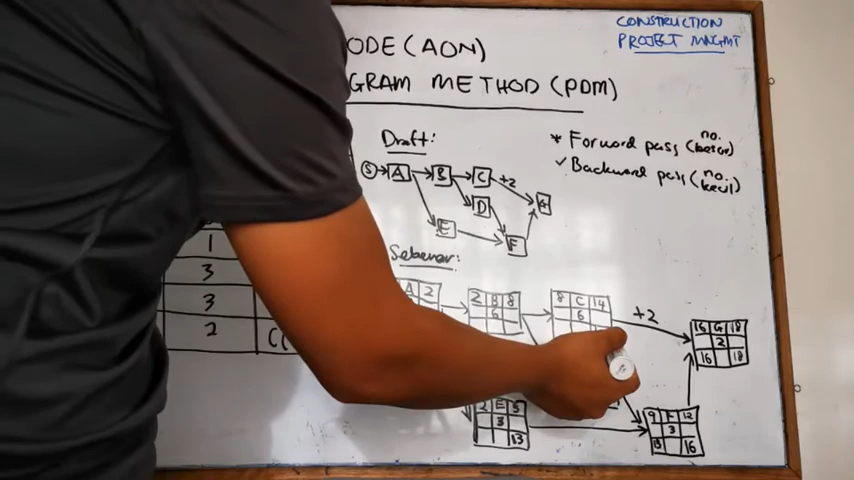 CONSTRUCTION
PROJECT MNGMT
ODE (AON)
GRAM METHOD (PDM)
Draft:
* Forward pass (no. besar)
✓ Backward pass (no. kecil)
S A B C +2 G
D
E F
Sebenar:
1
3
3
2
C(
A 2
2 B 8
6
8 C 14
6
+2
16 G 18
2
16 18
2 E 5
3
13
9 F 12
3
13 16